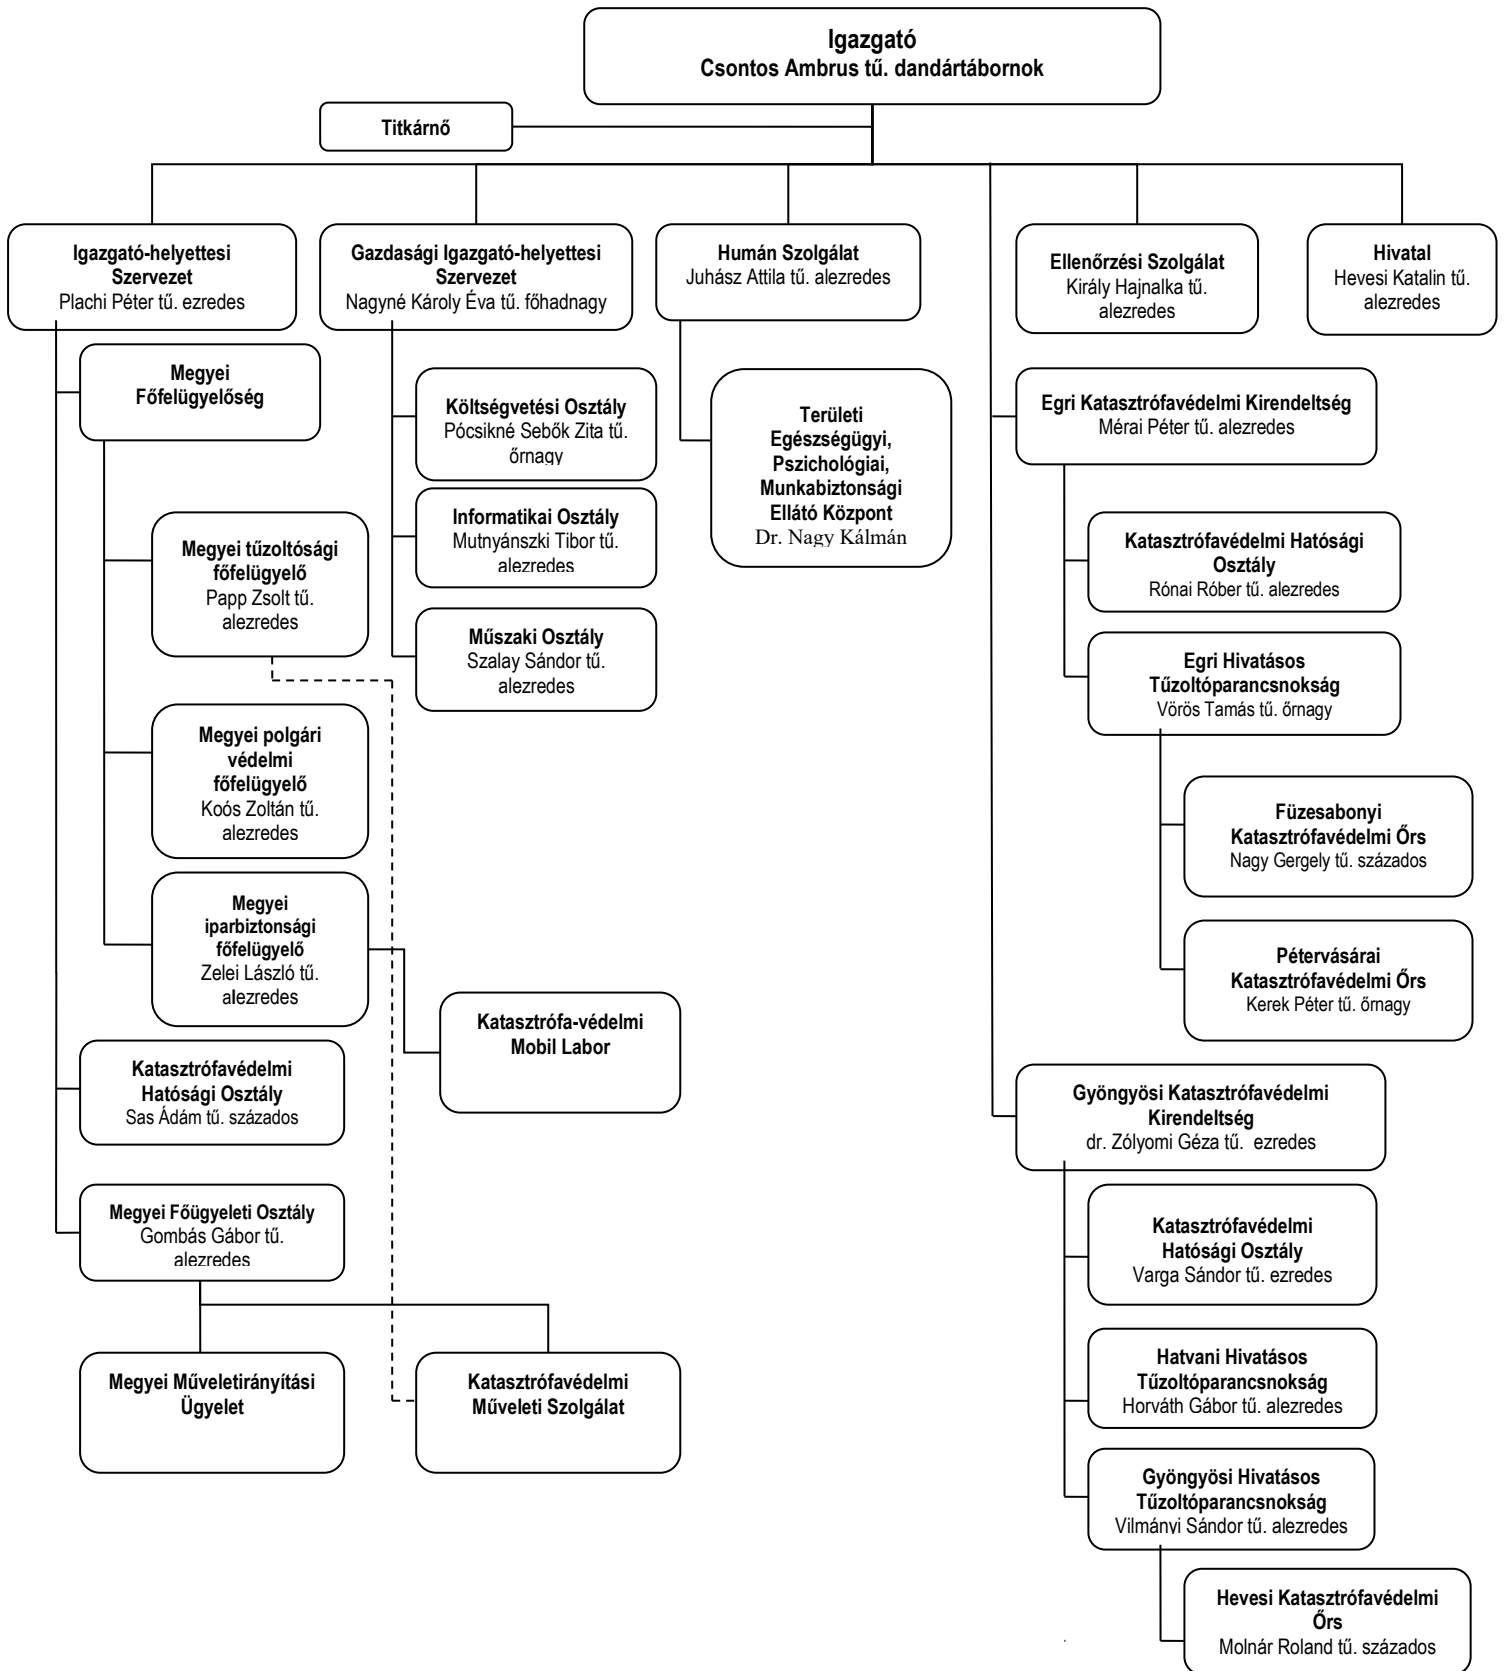 Igazgató
Csontos Ambrus tű. dandártábornok
Titkárnő
Igazgató-helyettesi
Szervezet
Plachi Péter tű. ezredes
Gazdasági Igazgató-helyettesi
Szervezet
Nagyné Károly Éva tű. főhadnagy
Humán Szolgálat
Juhász Attila tű. alezredes
Ellenőrzési Szolgálat
Király Hajnalka tű.
alezredes
Hivatal
Hevesi Katalin tű.
alezredes
Megyei
Főfelügyelőség
Megyei tűzoltósági
főfelügyelő
Papp Zsolt tű.
alezredes
Megyei polgári
védelmi
főfelügyelő
Koós Zoltán tű.
alezredes
Megyei
iparbiztonsági
főfelügyelő
Zelei László tű.
alezredes
Katasztrófa-védelmi
Mobil Labor
Katasztrófavédelmi
Hatósági Osztály
Sas Ádám tű. százados
Megyei Főügyeleti Osztály
Gombás Gábor tű.
alezredes
Megyei Műveletirányítási
Ügyelet
Katasztrófavédelmi
Műveleti Szolgálat
Költségvetési Osztály
Pócsikné Sebők Zita tű.
őrnagy
Informatikai Osztály
Mutnyánszki Tibor tű.
alezredes
Műszaki Osztály
Szalay Sándor tű.
alezredes
Területi
Egészségügyi,
Pszichológiai,
Munkabiztonsági
Ellátó Központ
Dr. Nagy Kálmán
Egri Katasztrófavédelmi Kirendeltség
Mérai Péter tű. alezredes
Katasztrófavédelmi Hatósági
Osztály
Rónai Róber tű. alezredes
Egri Hivatásos
Tűzoltóparancsnokság
Vörös Tamás tű. őrnagy
Füzesabonyi
Katasztrófavédelmi Őrs
Nagy Gergely tű. százados
Pétervásárai
Katasztrófavédelmi Őrs
Kerek Péter tű. őrnagy
Gyöngyösi Katasztrófavédelmi
Kirendeltség
dr. Zólyomi Géza tű. ezredes
Katasztrófavédelmi
Hatósági Osztály
Varga Sándor tű. ezredes
Hatvani Hivatásos
Tűzoltóparancsnokság
Horváth Gábor tű. alezredes
Gyöngyösi Hivatásos
Tűzoltóparancsnokság
Vilmányi Sándor tű. alezredes
Hevesi Katasztrófavédelmi
Őrs
Molnár Roland tű. százados